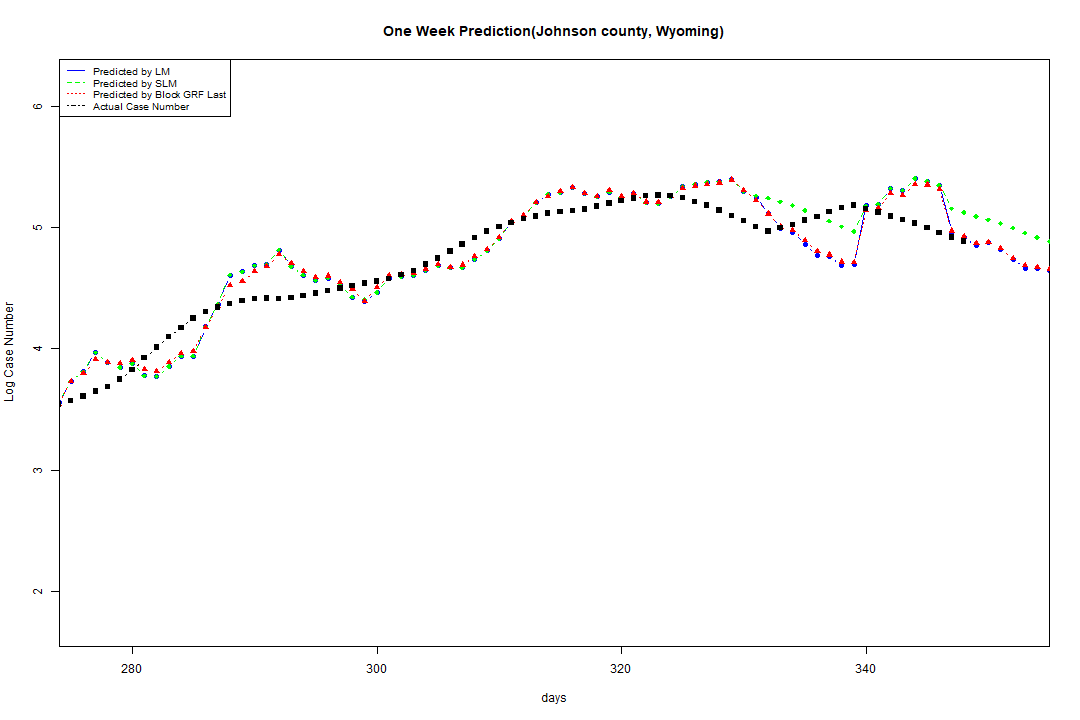 One Week Prediction(Johnson county, Wyoming)
Predicted by LM
Predicted by SLM
Predicted by Block GRF Last
Actual Case Number
6
5
4
3
2
Log Case Number
280 300 320 340
days